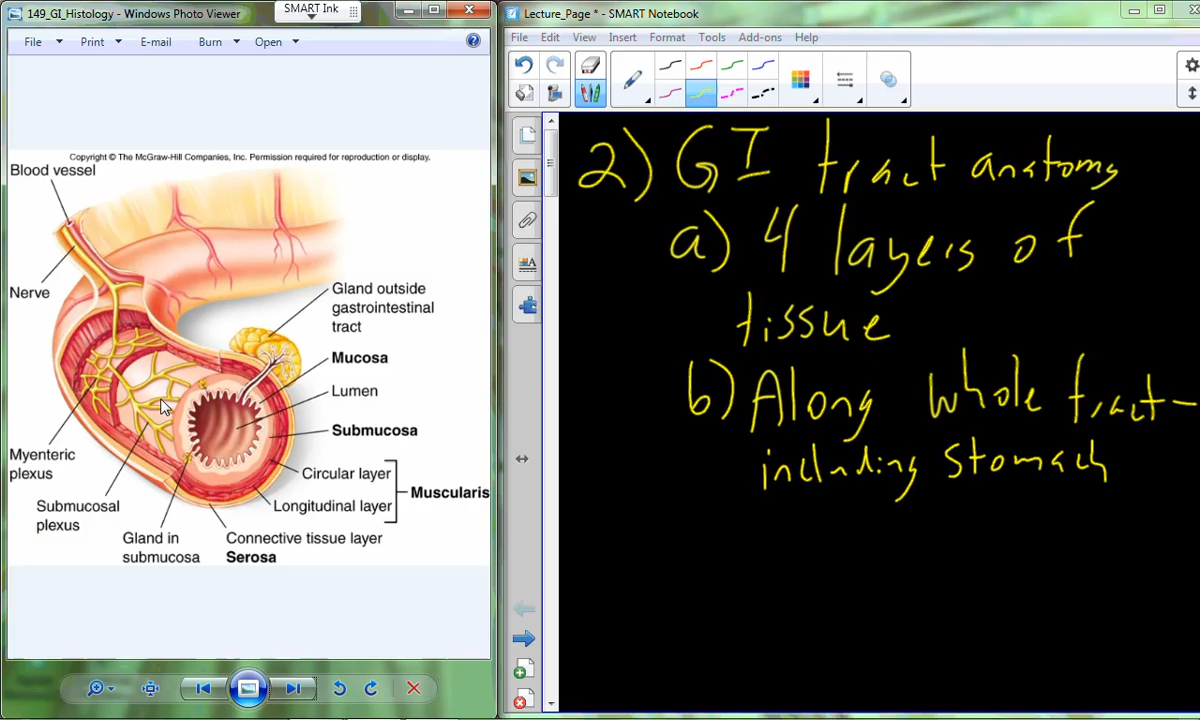 149_GI_Histology - Windows Photo Viewer
SMART Ink
File Print E-mail Burn Open
Copyright © The McGraw-Hill Companies, Inc. Permission required for reproduction or display.
Blood vessel
Nerve
Gland outside
gastrointestinal
tract
Mucosa
Lumen
Submucosa
Circular layer
Muscularis
Longitudinal layer
Myenteric
plexus
Submucosal
plexus
Gland in
submucosa
Connective tissue layer
Serosa
Lecture_Page * - SMART Notebook
File Edit View Insert Format Tools Add-ons Help
2) GI tract anatomy
a) 4 layers of
tissue
b) Along whole tract-
including stomach